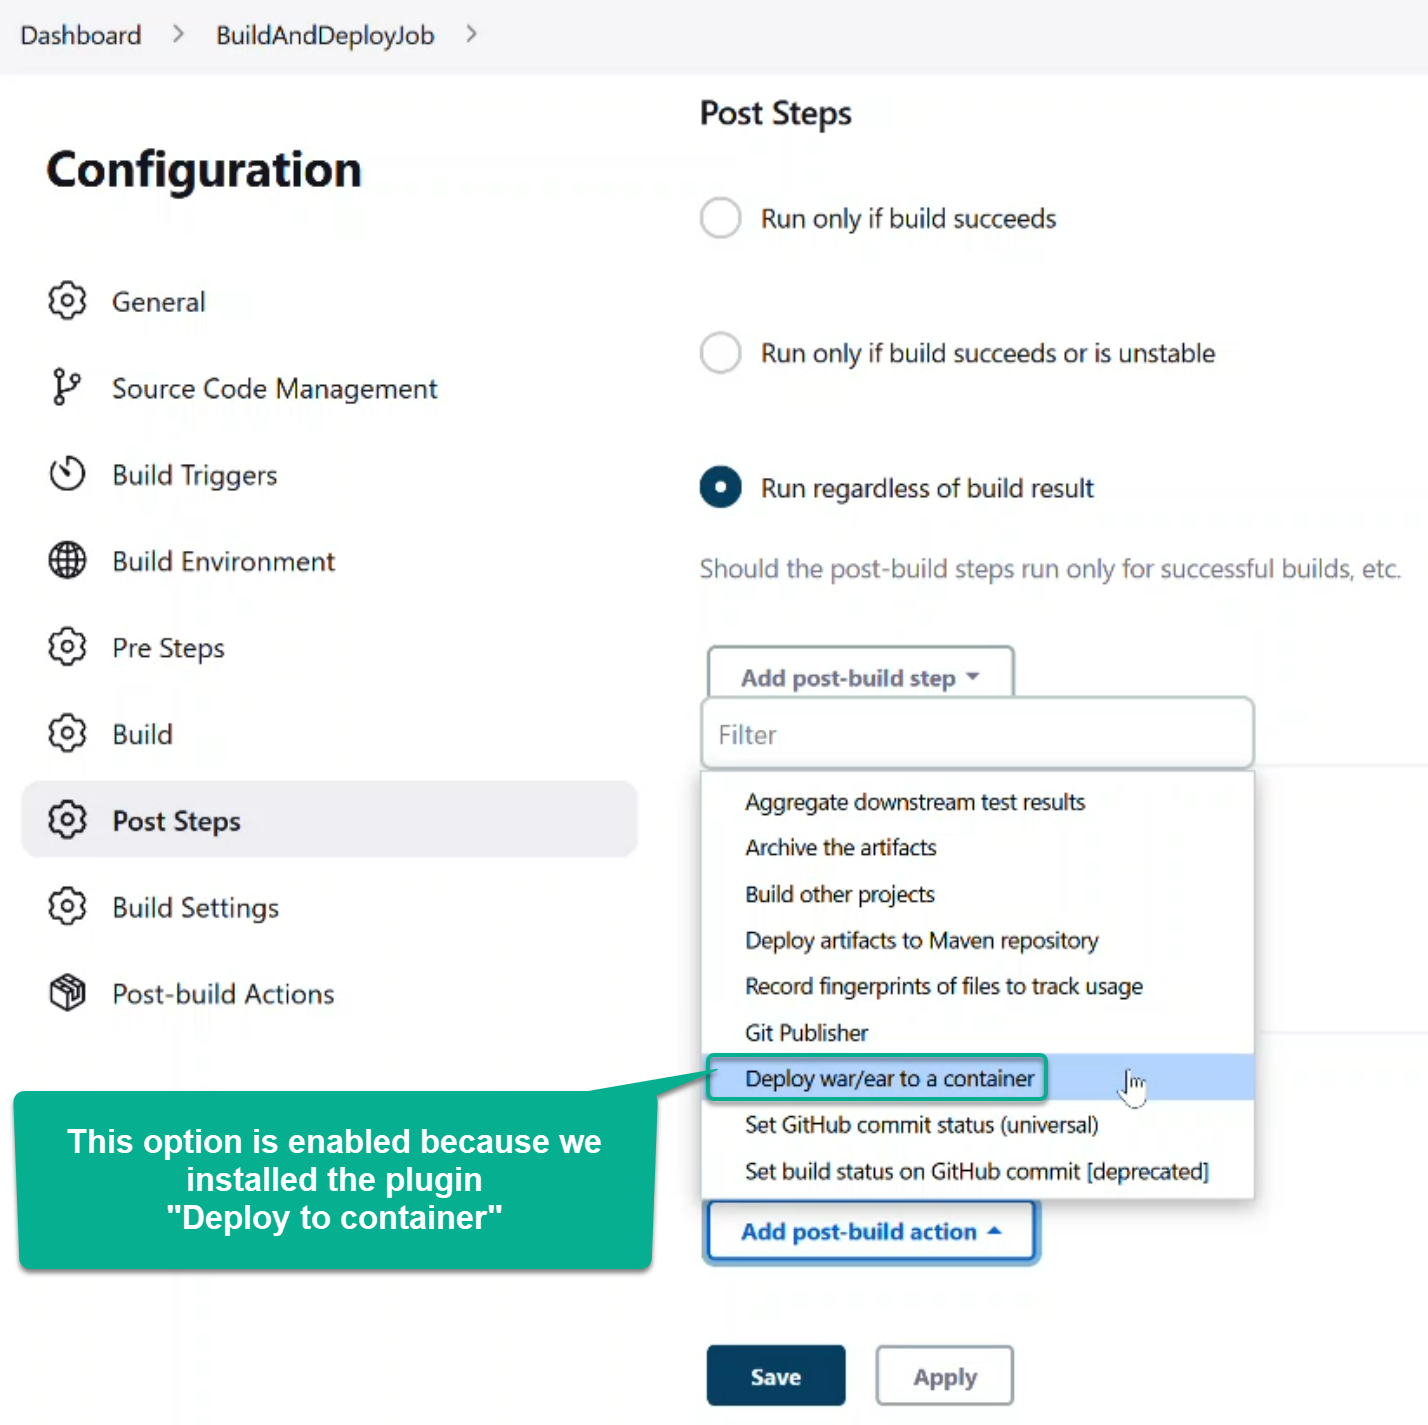 Dashboard > BuildAndDeployJob >
Configuration
General
Source Code Management
Build Triggers
Build Environment
Pre Steps
Build
Post Steps
Build Settings
Post-build Actions
This option is enabled because we
installed the plugin
"Deploy to container"
Post Steps
Run only if build succeeds
Run only if build succeeds or is unstable
Run regardless of build result
Should the post-build steps run only for successful builds, etc.
Add post-build step
Filter
Aggregate downstream test results
Archive the artifacts
Build other projects
Deploy artifacts to Maven repository
Record fingerprints of files to track usage
Git Publisher
Deploy war/ear to a container
Set GitHub commit status (universal)
Set build status on GitHub commit [deprecated]
Add post-build action
Save
Apply